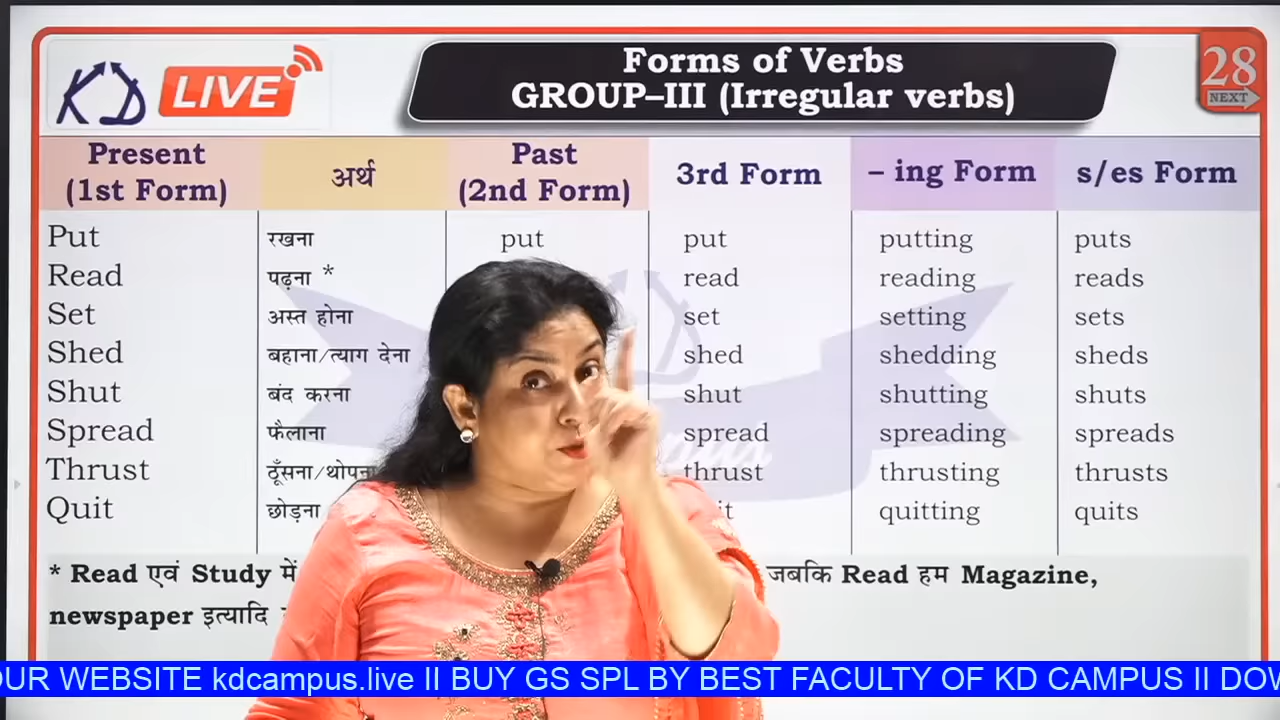 KD LIVE
Forms of Verbs
GROUP–III (Irregular verbs)
28
NEXT
Present (1st Form) अर्थ Past (2nd Form) 3rd Form – ing Form s/es Form
Put रखना put put putting puts
Read पढ़ना * read reading reads
Set अस्त होना set setting sets
Shed बहाना/त्याग देना shed shedding sheds
Shut बंद करना shut shutting shuts
Spread फैलाना spread spreading spreads
Thrust ठूँसना/थोपना thrust thrusting thrusts
Quit छोड़ना quitting quits
* Read एवं Study में जबकि Read हम Magazine,
newspaper इत्यादि
WEBSITE kdcampus.live II BUY GS SPL BY BEST FACULTY OF KD CAMPUS II